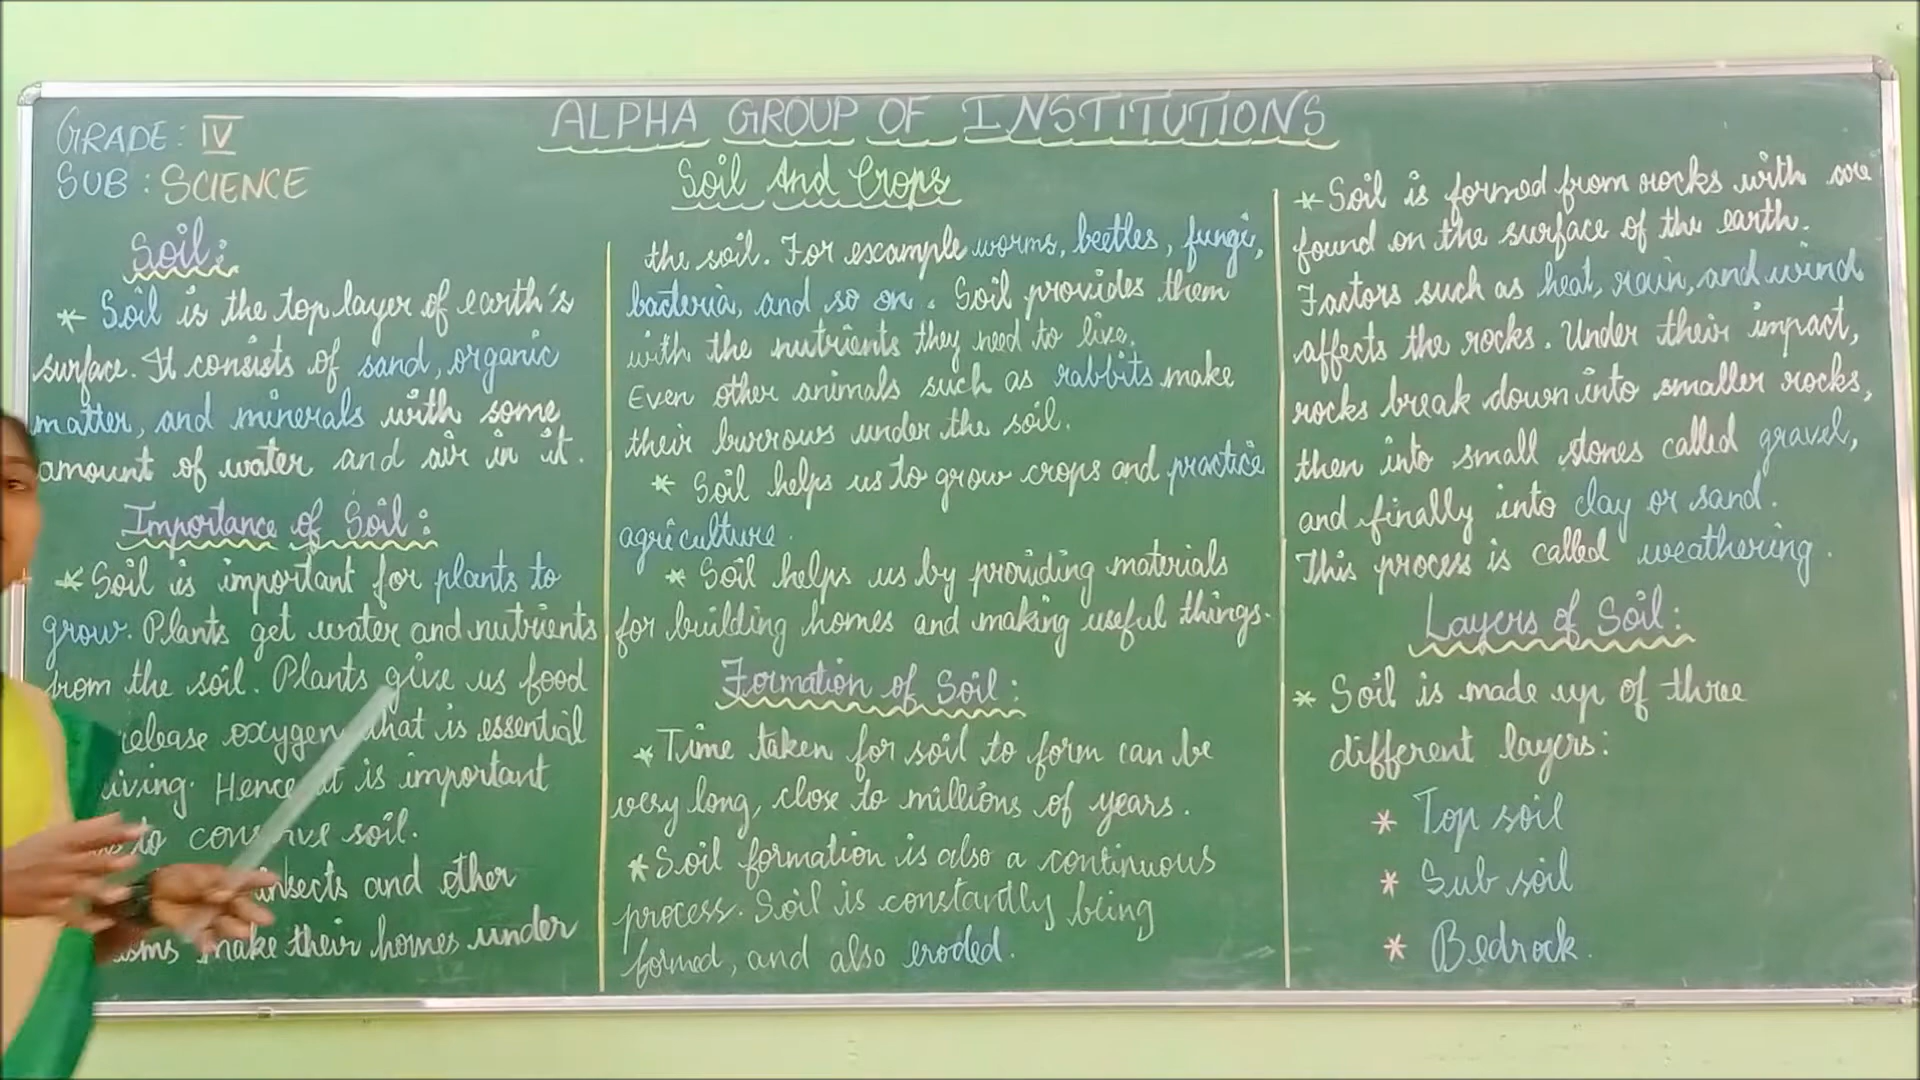 ALPHA GROUP OF INSTITUTIONS
GRADE: IV
SUB: SCIENCE
Soil And Crops
Soil:
* Soil is the top layer of earth's
surface. It consists of sand, organic
matter, and minerals with some
amount of water and air in it.
Importance of Soil:
* Soil is important for plants to
grow. Plants get water and nutrients
from the soil. Plants give us food
release oxygen that is essential
Hence it is important
to conserve soil.
insects and other
make their homes under
the soil. For example worms, beetles, fungi,
bacteria, and so on. Soil provides them
with the nutrients they need to live.
Even other animals such as rabbits make
their burrows under the soil.
* Soil helps us to grow crops and practice
agriculture.
* Soil helps us by providing materials
for building homes and making useful things.
Formation of Soil:
* Time taken for soil to form can be
very long, close to millions of years.
* Soil formation is also a continuous
process. Soil is constantly being
formed, and also eroded.
* Soil is formed from rocks with are
found on the surface of the earth.
Factors such as heat, rain, and wind
affects the rocks. Under their impact,
rocks break down into smaller rocks,
then into small stones called gravel,
and finally into clay or sand.
This process is called weathering.
Layers of Soil:
* Soil is made up of three
different layers:
* Top soil
* Sub soil
* Bedrock.